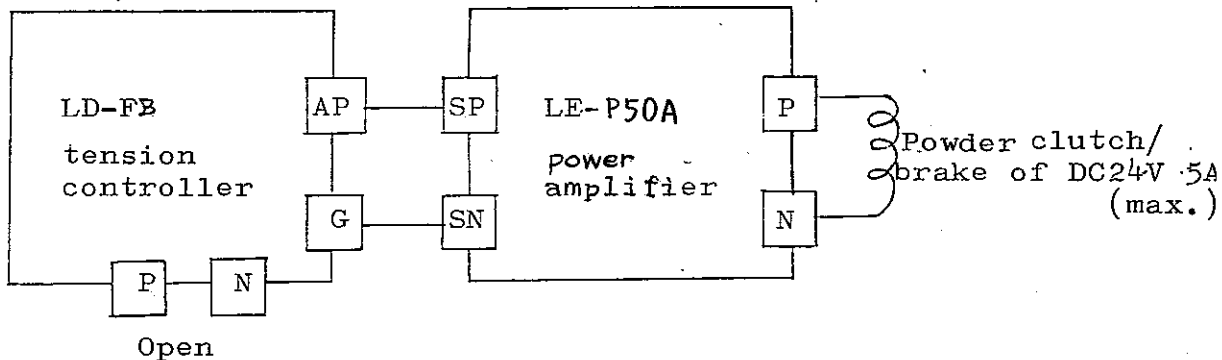 LD-FB
tension
controller
AP
G
P
N
Open
SP
SN
LE-P50A
power
amplifier
P
N
Powder clutch/
brake of DC24V 5A
(max.)